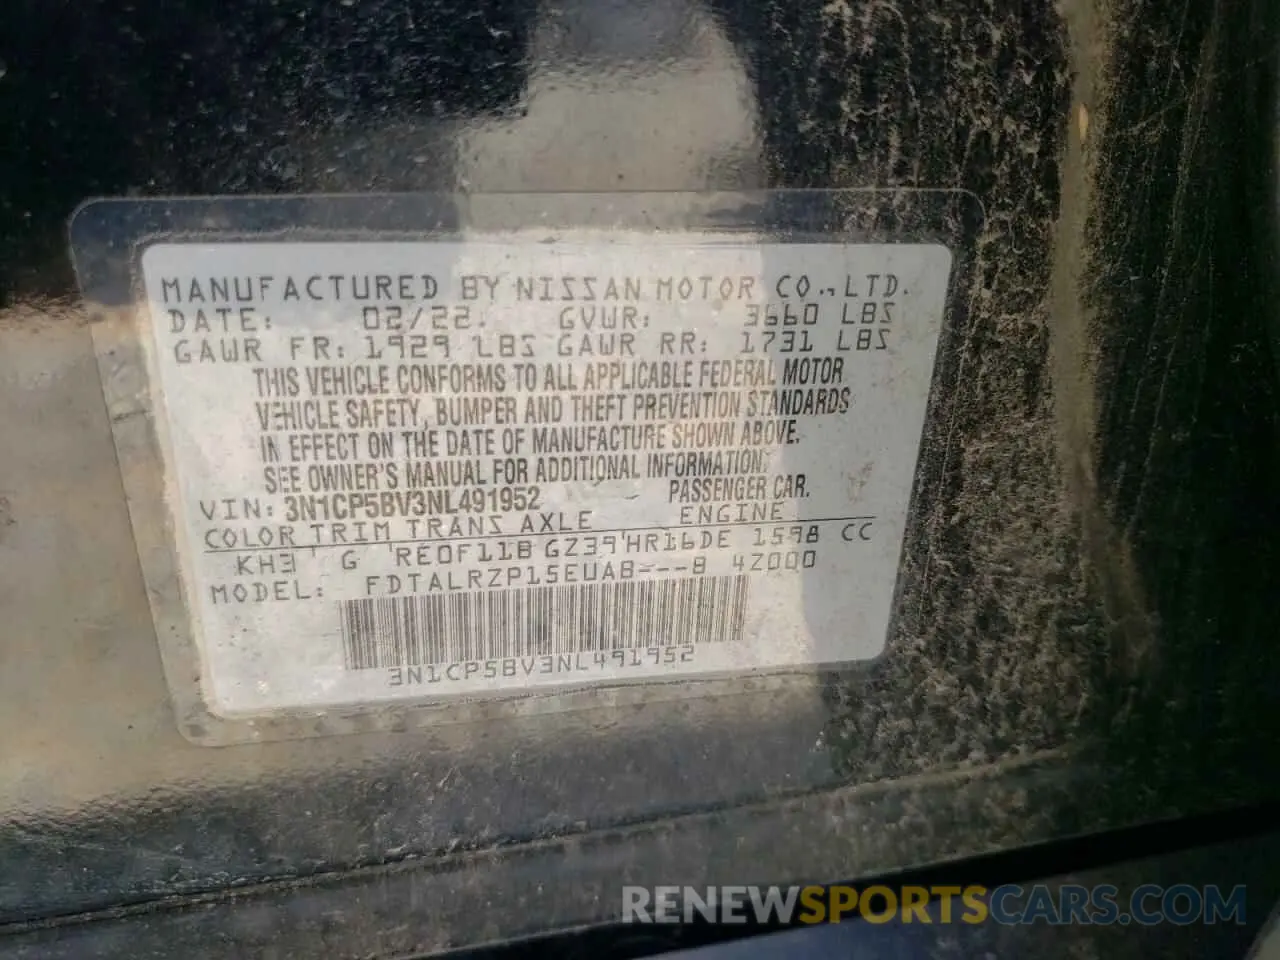 MANUFACTURED BY NISSAN MOTOR CO., LTD.
DATE: 02/22. GVWR: 3660 LBS
GAWR FR: 1929 LBS GAWR RR: 1731 LBS
THIS VEHICLE CONFORMS TO ALL APPLICABLE FEDERAL MOTOR
VEHICLE SAFETY, BUMPER AND THEFT PREVENTION STANDARDS
IN EFFECT ON THE DATE OF MANUFACTURE SHOWN ABOVE.
SEE OWNER'S MANUAL FOR ADDITIONAL INFORMATION.
VIN: 3N1CP5BV3NL491952 PASSENGER CAR.
COLOR TRIM TRANS AXLE ENGINE
KH3 G RE0F11B GZ39 HR16DE 1598 CC
MODEL: FDTALRZP15EUAB---8 4Z000
3N1CP5BV3NL491952
RENEWSPORTSCARS.COM